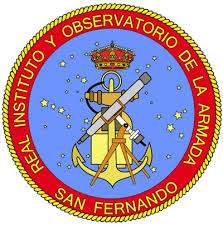 REAL INSTITUTO Y OBSERVATORIO DE LA ARMADA
SAN FERNANDO